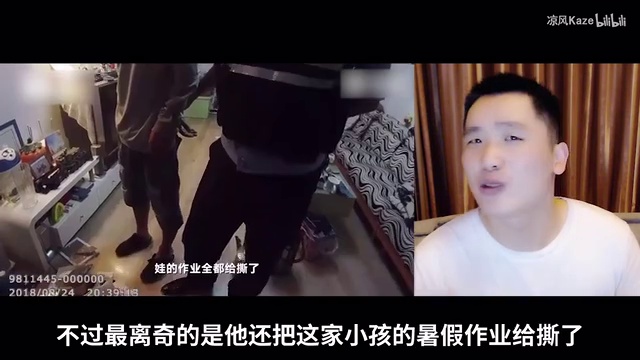 凉风Kaze bilibili
娃的作业全都给撕了
9811445-000000
2018/08/24 20:39
不过最离奇的是他还把这家小孩的暑假作业给撕了